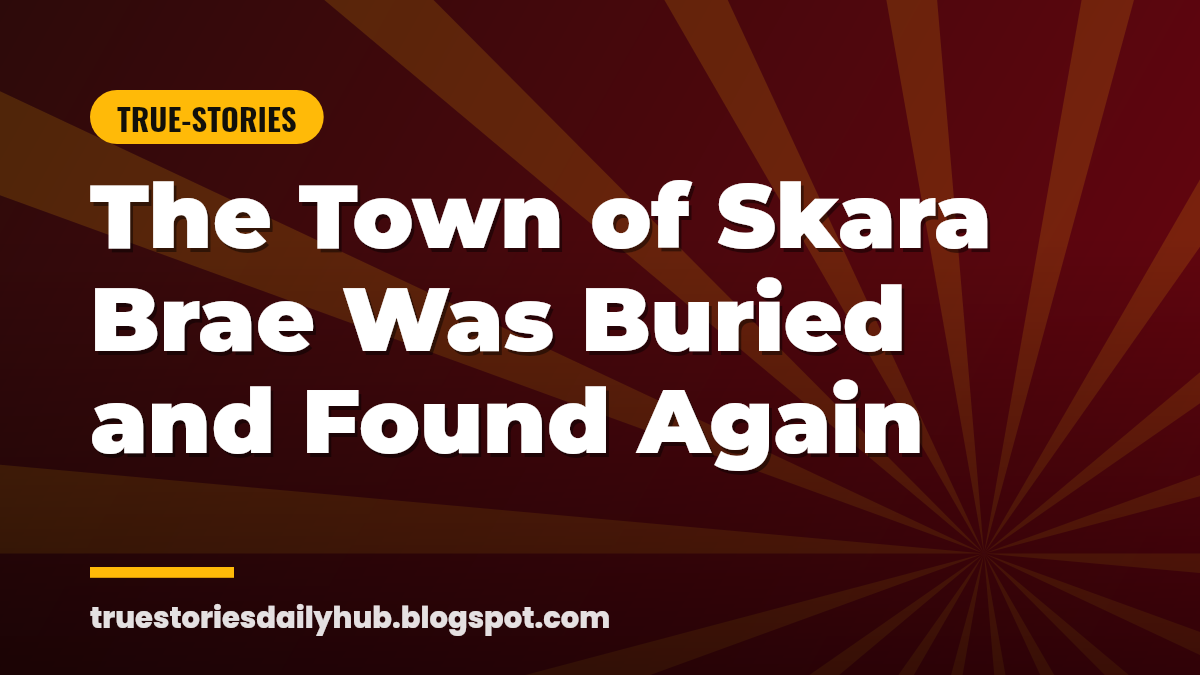 TRUE-STORIES
The Town of Skara
Brae Was Buried
and Found Again
truestoriesdailyhub.blogspot.com